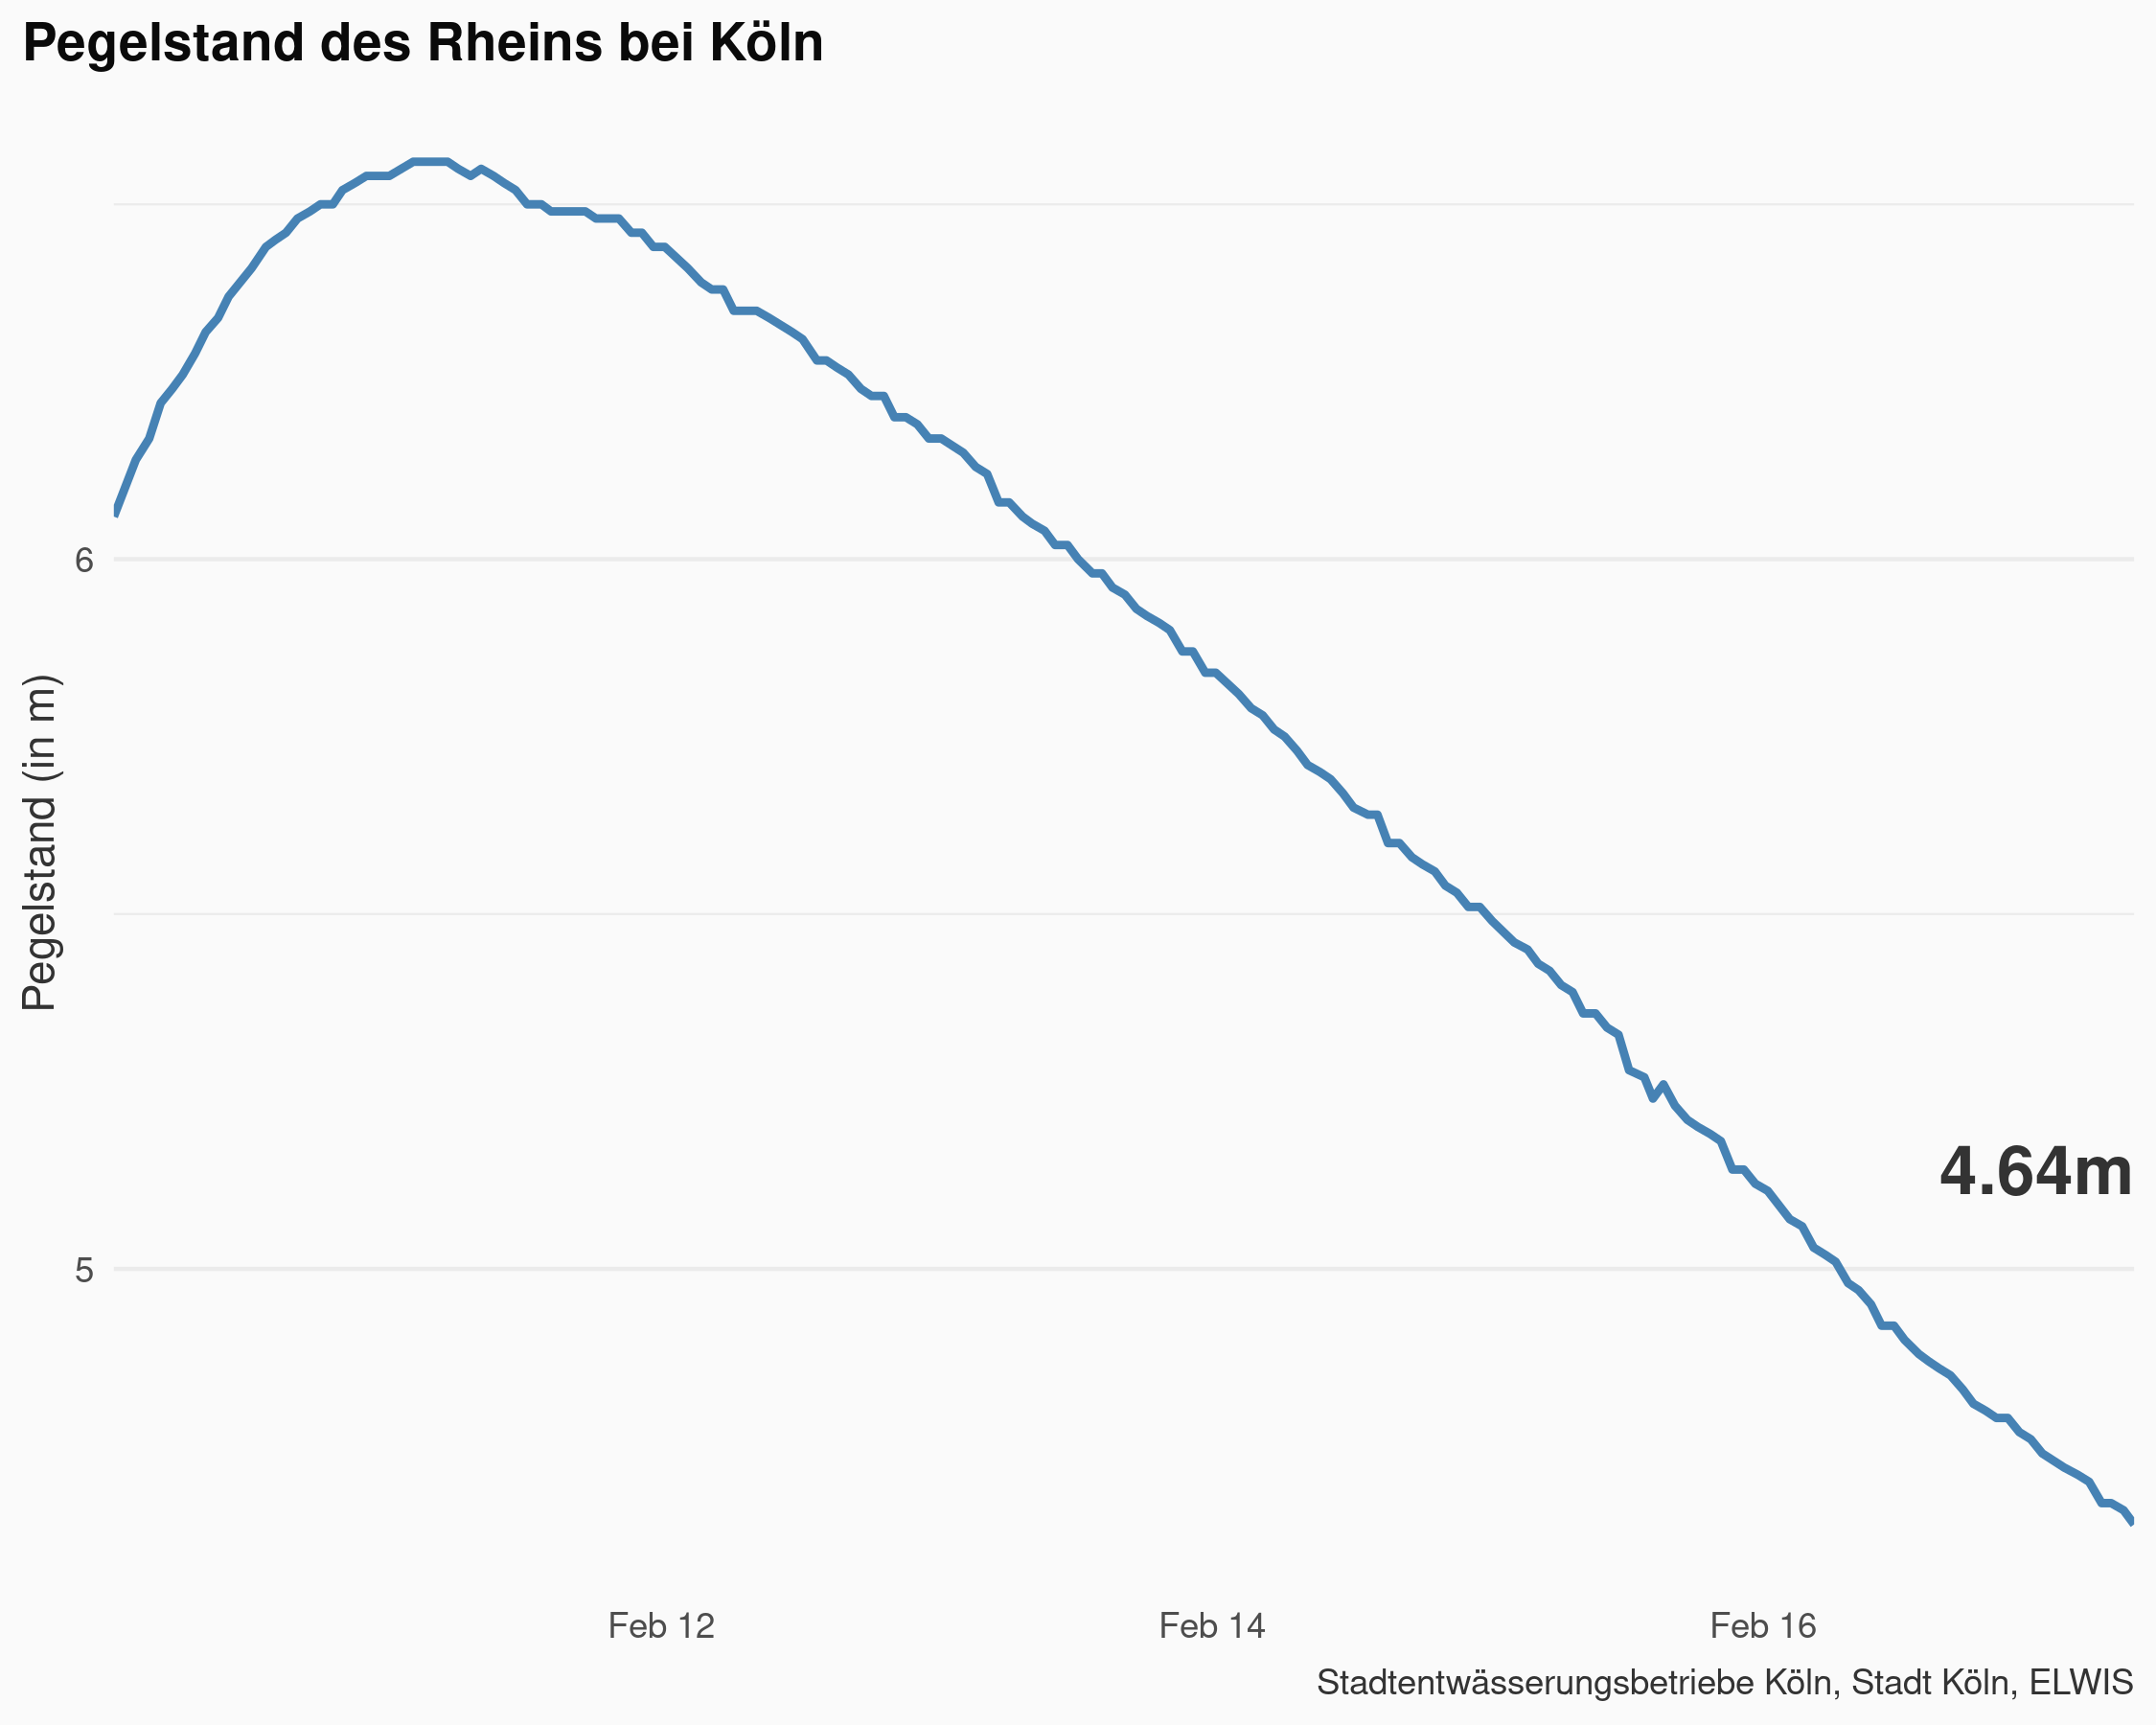 Pegelstand des Rheins bei Köln
Pegelstand (in m)
6
5
4.64m
Feb 12
Feb 14
Feb 16
Stadtentwässerungsbetriebe Köln, Stadt Köln, ELWIS